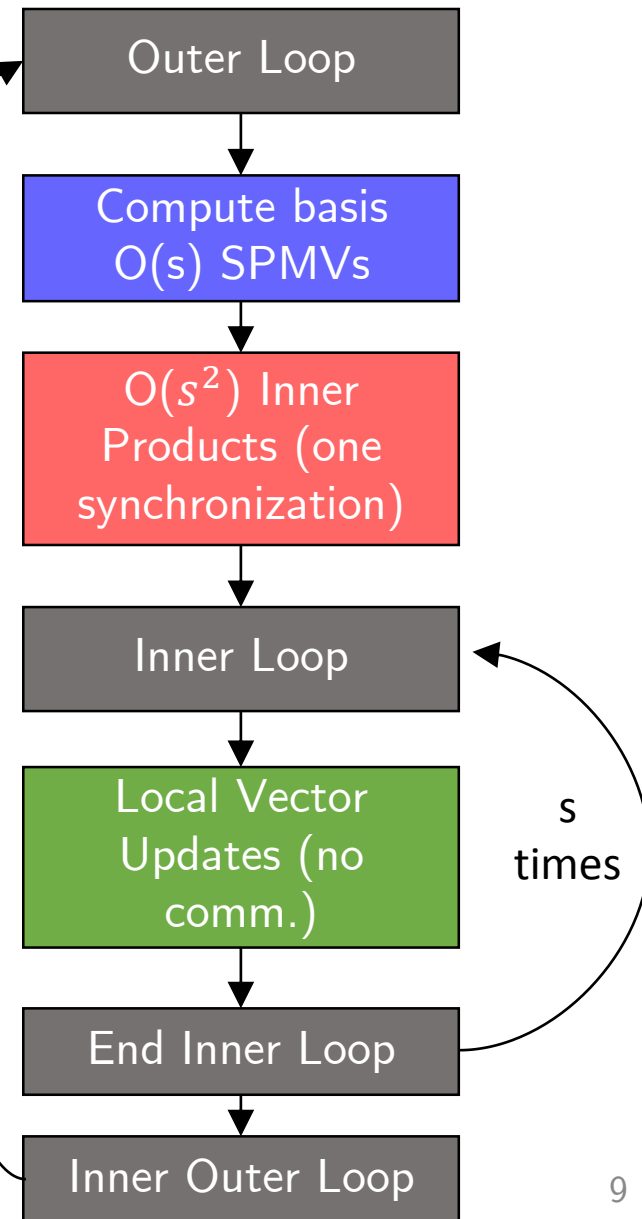 Outer Loop
Compute basis
O(s) SPMVs
O(s²) Inner
Products (one
synchronization)
Inner Loop
Local Vector
Updates (no
comm.)
s
times
End Inner Loop
Inner Outer Loop
9